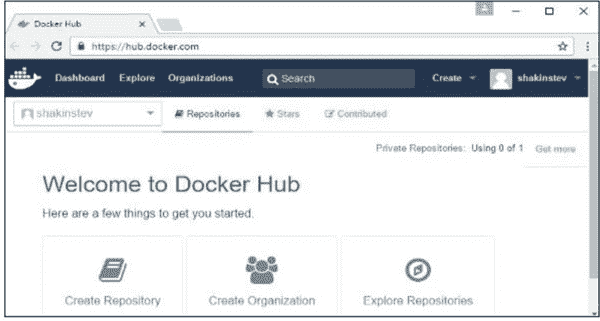 Docker Hub
https://hub.docker.com
Dashboard Explore Organizations Search Create shakinstev
shakinstev Repositories Stars Contributed
Private Repositories: Using 0 of 1 Get more
Welcome to Docker Hub
Here are a few things to get you started.
Create Repository Create Organization Explore Repositories